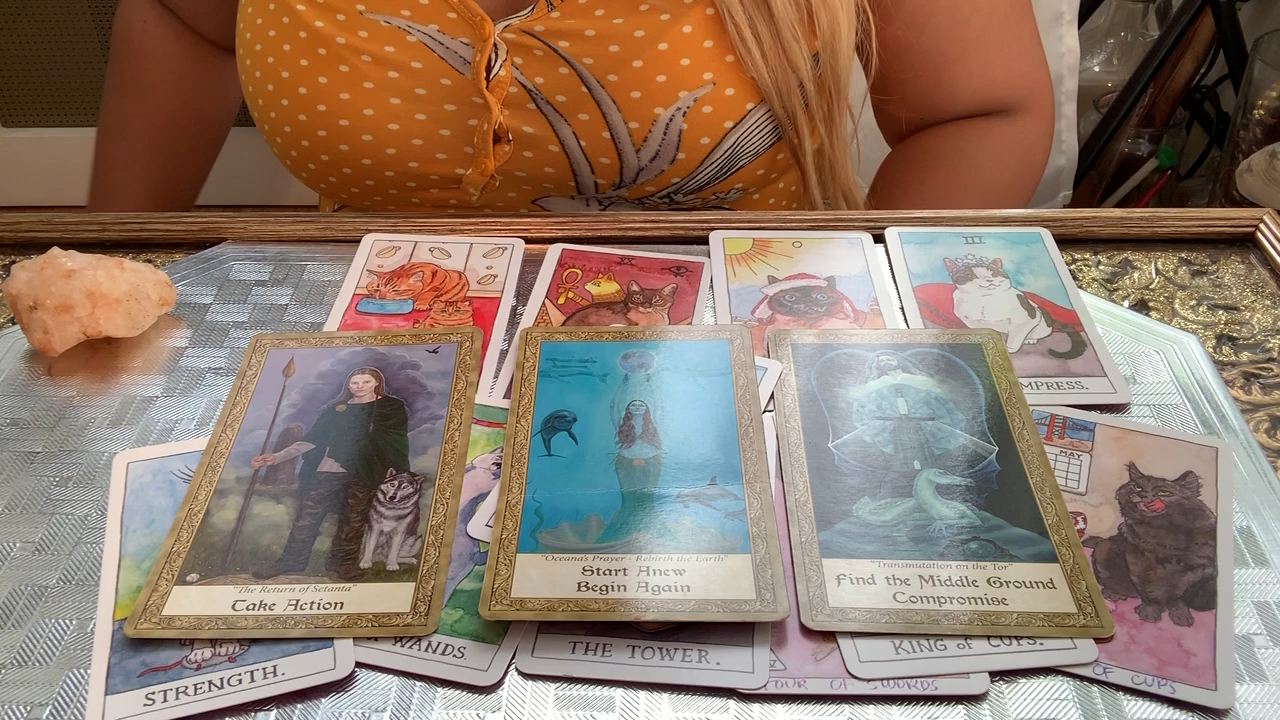 III
MPRESS.
MAY
"The Return of Setanta"
Take Action
"Oceana's Prayer - Rebirth the Earth"
Start Anew
Begin Again
"Transmutation on the Tor"
Find the Middle Ground
Compromise
STRENGTH.
WANDS.
THE TOWER.
FOUR OF SWORDS
KING of CUPS.
OF CUPS